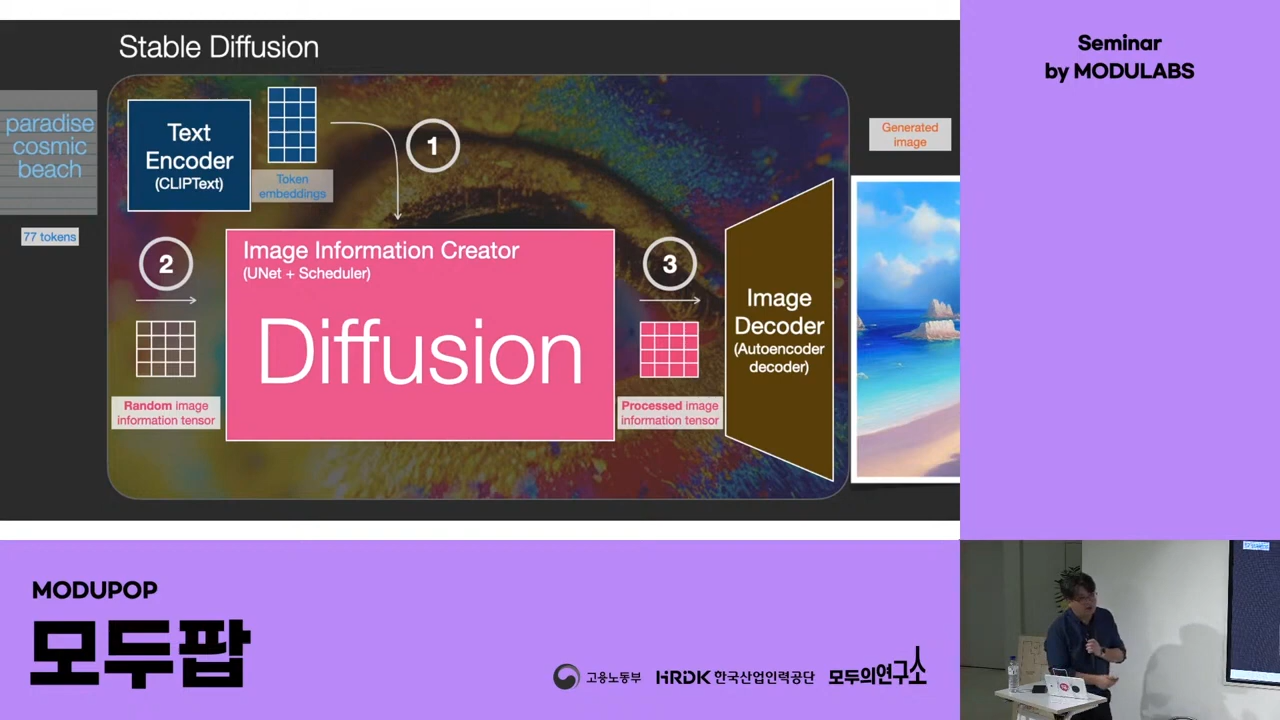 Stable Diffusion
paradise
cosmic
beach
77 tokens
Text
Encoder
(CLIPText)
Token
embeddings
1
2
Random image
information tensor
Image Information Creator
(UNet + Scheduler)
Diffusion
3
Processed image
information tensor
Image
Decoder
(Autoencoder
decoder)
Generated
image
Seminar
by MODULABS
MODUPOP
모두팝
고용노동부
HRDK 한국산업인력공단
모두의연구소